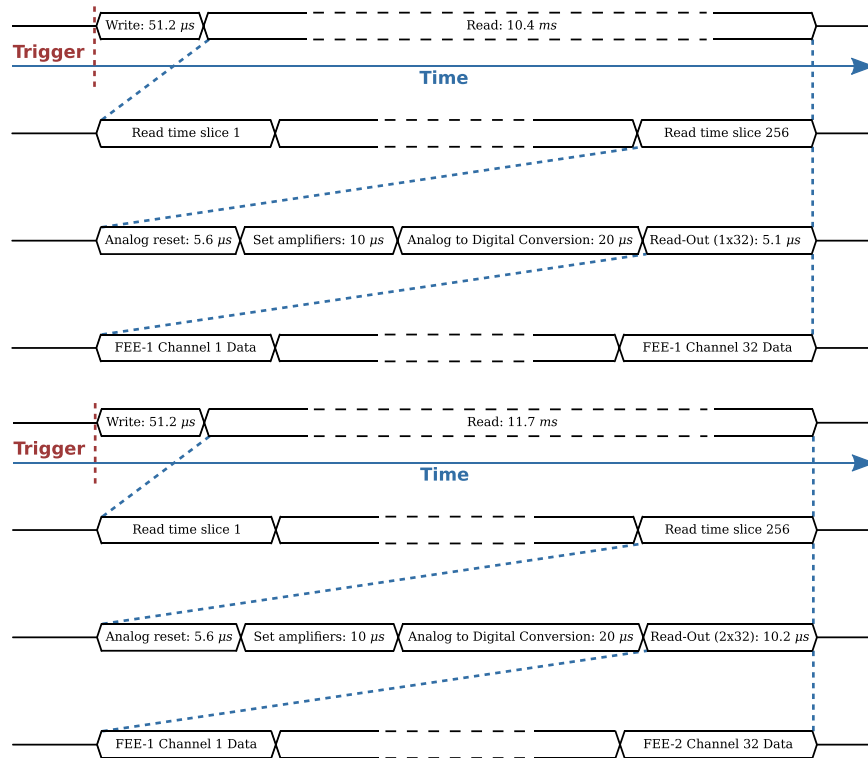 Write: 51.2 μs
Read: 10.4 ms
Trigger
Time
Read time slice 1
Read time slice 256
Analog reset: 5.6 μs
Set amplifiers: 10 μs
Analog to Digital Conversion: 20 μs
Read-Out (1x32): 5.1 μs
FEE-1 Channel 1 Data
FEE-1 Channel 32 Data
Write: 51.2 μs
Read: 11.7 ms
Trigger
Time
Read time slice 1
Read time slice 256
Analog reset: 5.6 μs
Set amplifiers: 10 μs
Analog to Digital Conversion: 20 μs
Read-Out (2x32): 10.2 μs
FEE-1 Channel 1 Data
FEE-2 Channel 32 Data